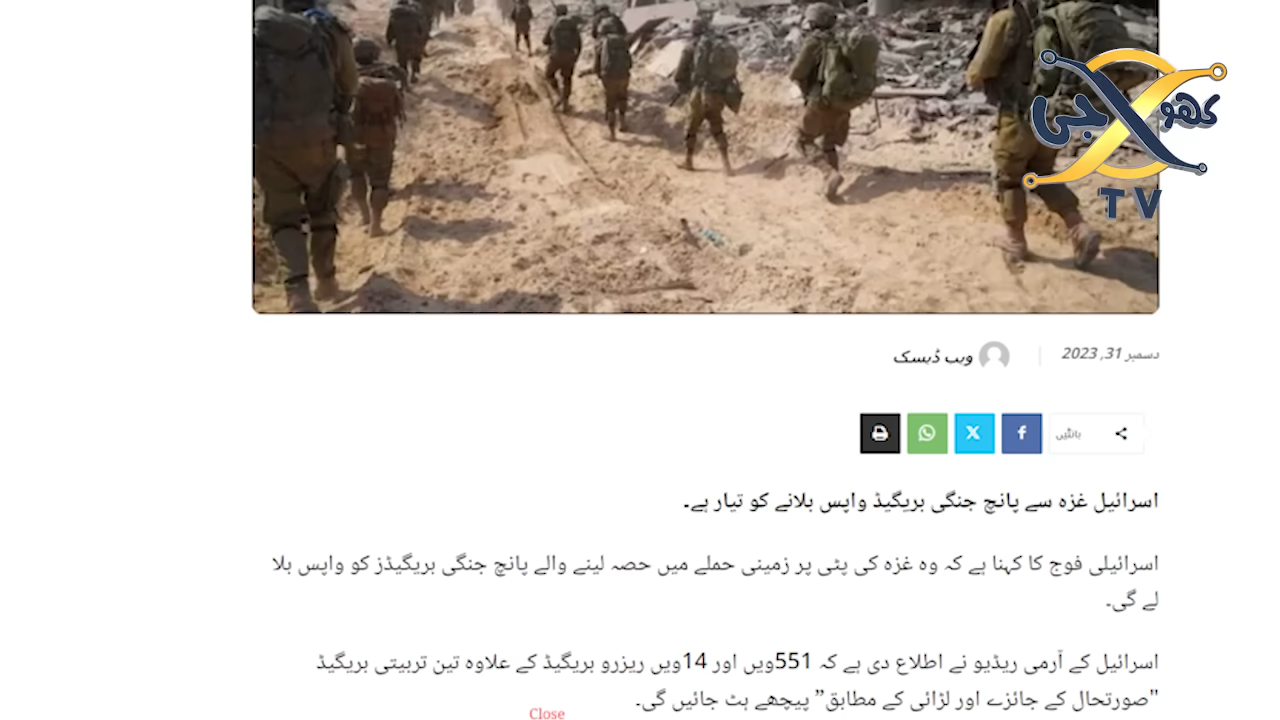 کھوجی
TV
دسمبر 31, 2023
ویب ڈیسک
بانٹیں
اسرائیل غزہ سے پانچ جنگی بریگیڈ واپس بلانے کو تیار ہے۔
اسرائیلی فوج کا کہنا ہے کہ وہ غزہ کی پٹی پر زمینی حملے میں حصہ لینے والے پانچ جنگی بریگیڈز کو واپس بلا
لے گی۔
اسرائیل کے آرمی ریڈیو نے اطلاع دی ہے کہ 551ویں اور 14ویں ریزرو بریگیڈ کے علاوہ تین تربیتی بریگیڈ
"صورتحال کے جائزے اور لڑائی کے مطابق” پیچھے ہٹ جائیں گی۔
Close